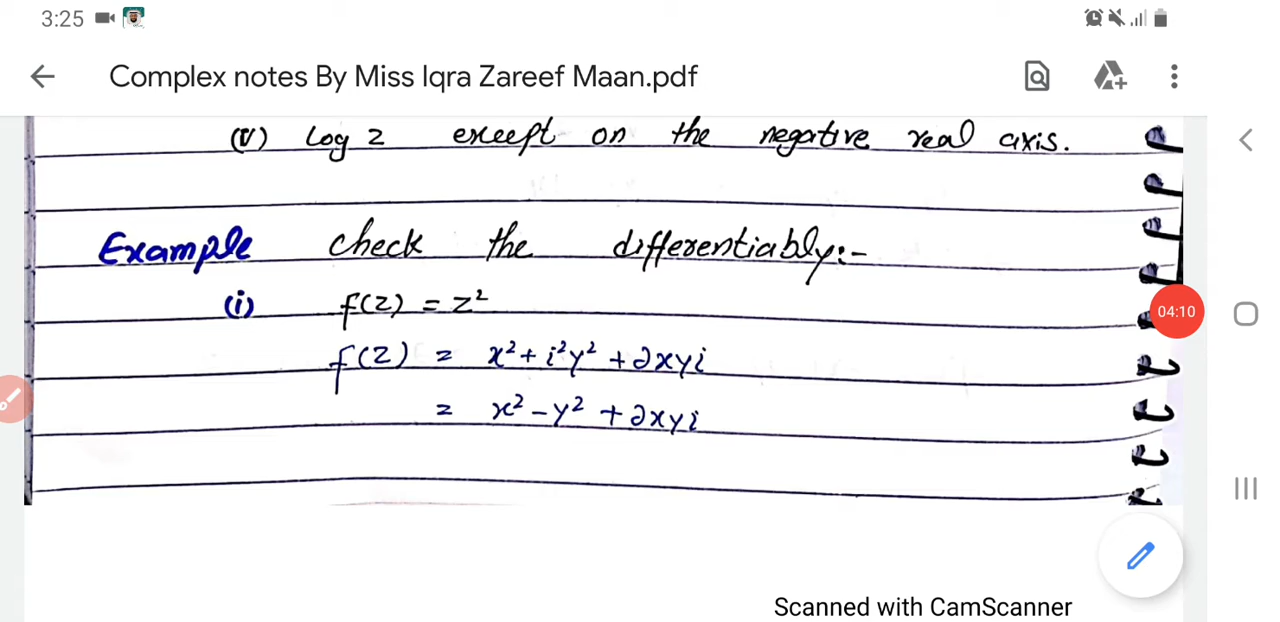 3:25
Complex notes By Miss Iqra Zareef Maan.pdf
(V) Log z except on the negative real axis.
Example check the differentiably:-
(i) f(z) = z²
04:10
f(z) = x² + i²y² + 2xyi
= x² - y² + 2xyi
Scanned with CamScanner